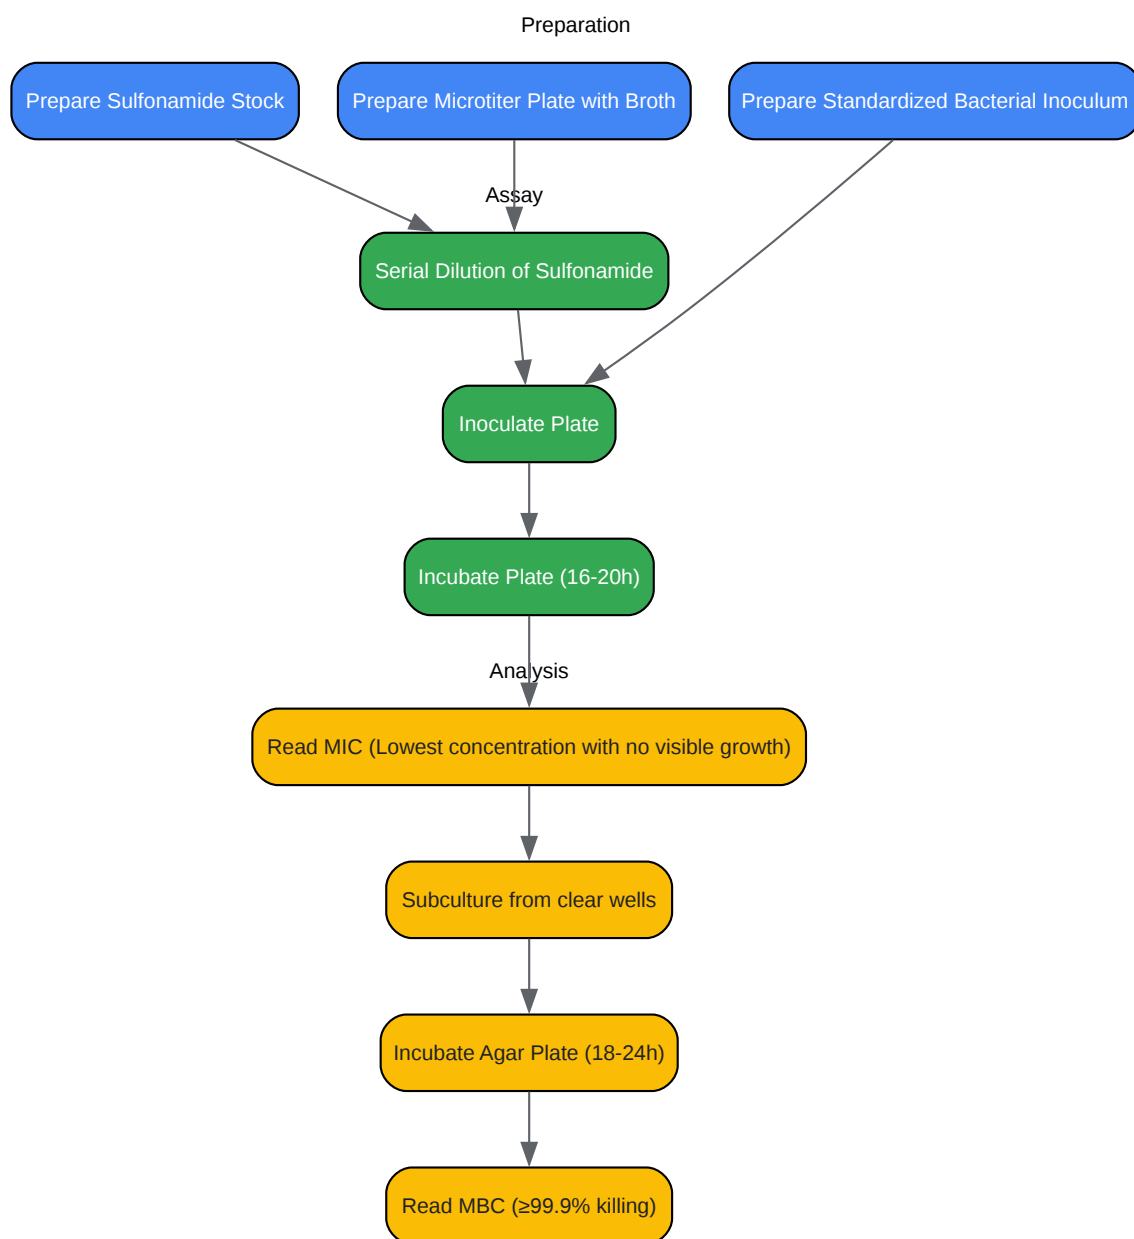 Preparation
Prepare Sulfonamide Stock
Prepare Microtiter Plate with Broth
Prepare Standardized Bacterial Inoculum
Assay
Serial Dilution of Sulfonamide
Inoculate Plate
Incubate Plate (16-20h)
Analysis
Read MIC (Lowest concentration with no visible growth)
Subculture from clear wells
Incubate Agar Plate (18-24h)
Read MBC (≥99.9% killing)